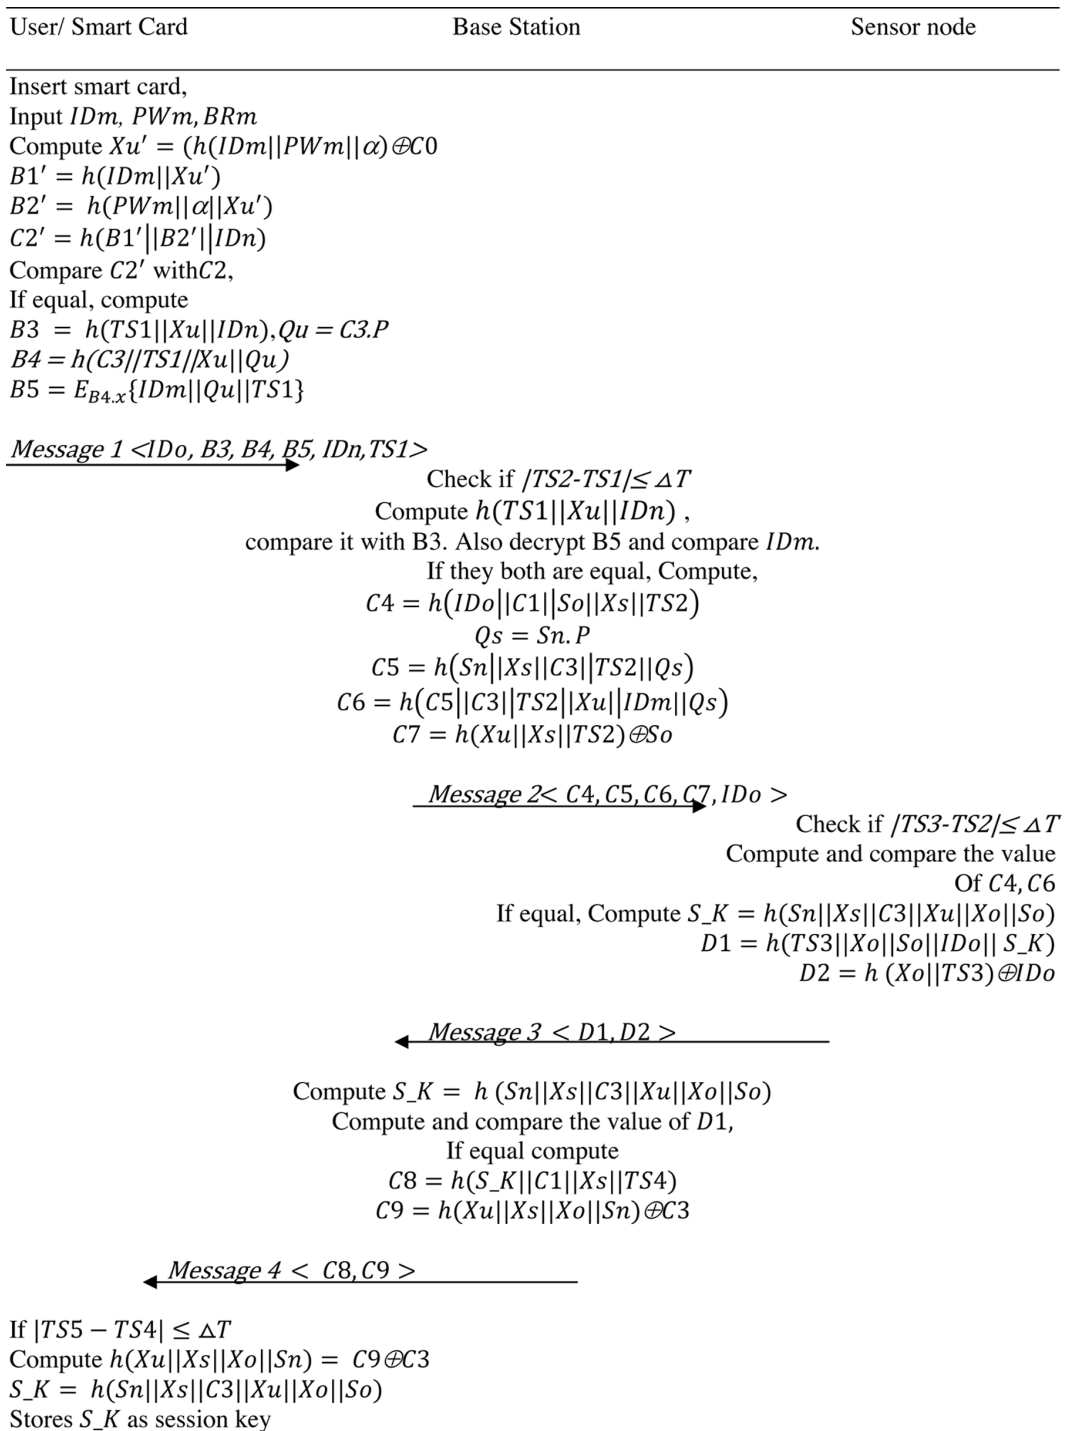 User/ Smart Card Base Station Sensor node
Insert smart card,
Input IDm, PWm, BRm
Compute Xu′ = (h(IDm||PWm||α)⊕C0
B1′ = h(IDm||Xu′)
B2′ = h(PWm||α||Xu′)
C2′ = h(B1′||B2′||IDn)
Compare C2′ withC2,
If equal, compute
B3 = h(TS1||Xu||IDn), Qu = C3.P
B4 = h(C3//TS1//Xu||Qu)
B5 = E_{B4.x}{IDm||Qu||TS1}
Message 1 <IDo, B3, B4, B5, IDn,TS1>
Check if |TS2-TS1|≤ △T
Compute h(TS1||Xu||IDn) ,
compare it with B3. Also decrypt B5 and compare IDm.
If they both are equal, Compute,
C4 = h(IDo||C1||So||Xs||TS2)
Qs = Sn. P
C5 = h(Sn||Xs||C3||TS2||Qs)
C6 = h(C5||C3||TS2||Xu||IDm||Qs)
C7 = h(Xu||Xs||TS2)⊕So
Message 2< C4, C5, C6, C7, IDo >
Check if |TS3-TS2|≤ △T
Compute and compare the value
Of C4, C6
If equal, Compute S_K = h(Sn||Xs||C3||Xu||Xo||So)
D1 = h(TS3||Xo||So||IDo|| S_K)
D2 = h (Xo||TS3)⊕IDo
Message 3 < D1, D2 >
Compute S_K = h (Sn||Xs||C3||Xu||Xo||So)
Compute and compare the value of D1,
If equal compute
C8 = h(S_K||C1||Xs||TS4)
C9 = h(Xu||Xs||Xo||Sn)⊕C3
Message 4 < C8, C9 >
If |TS5 − TS4| ≤ △T
Compute h(Xu||Xs||Xo||Sn) = C9⊕C3
S_K = h(Sn||Xs||C3||Xu||Xo||So)
Stores S_K as session key